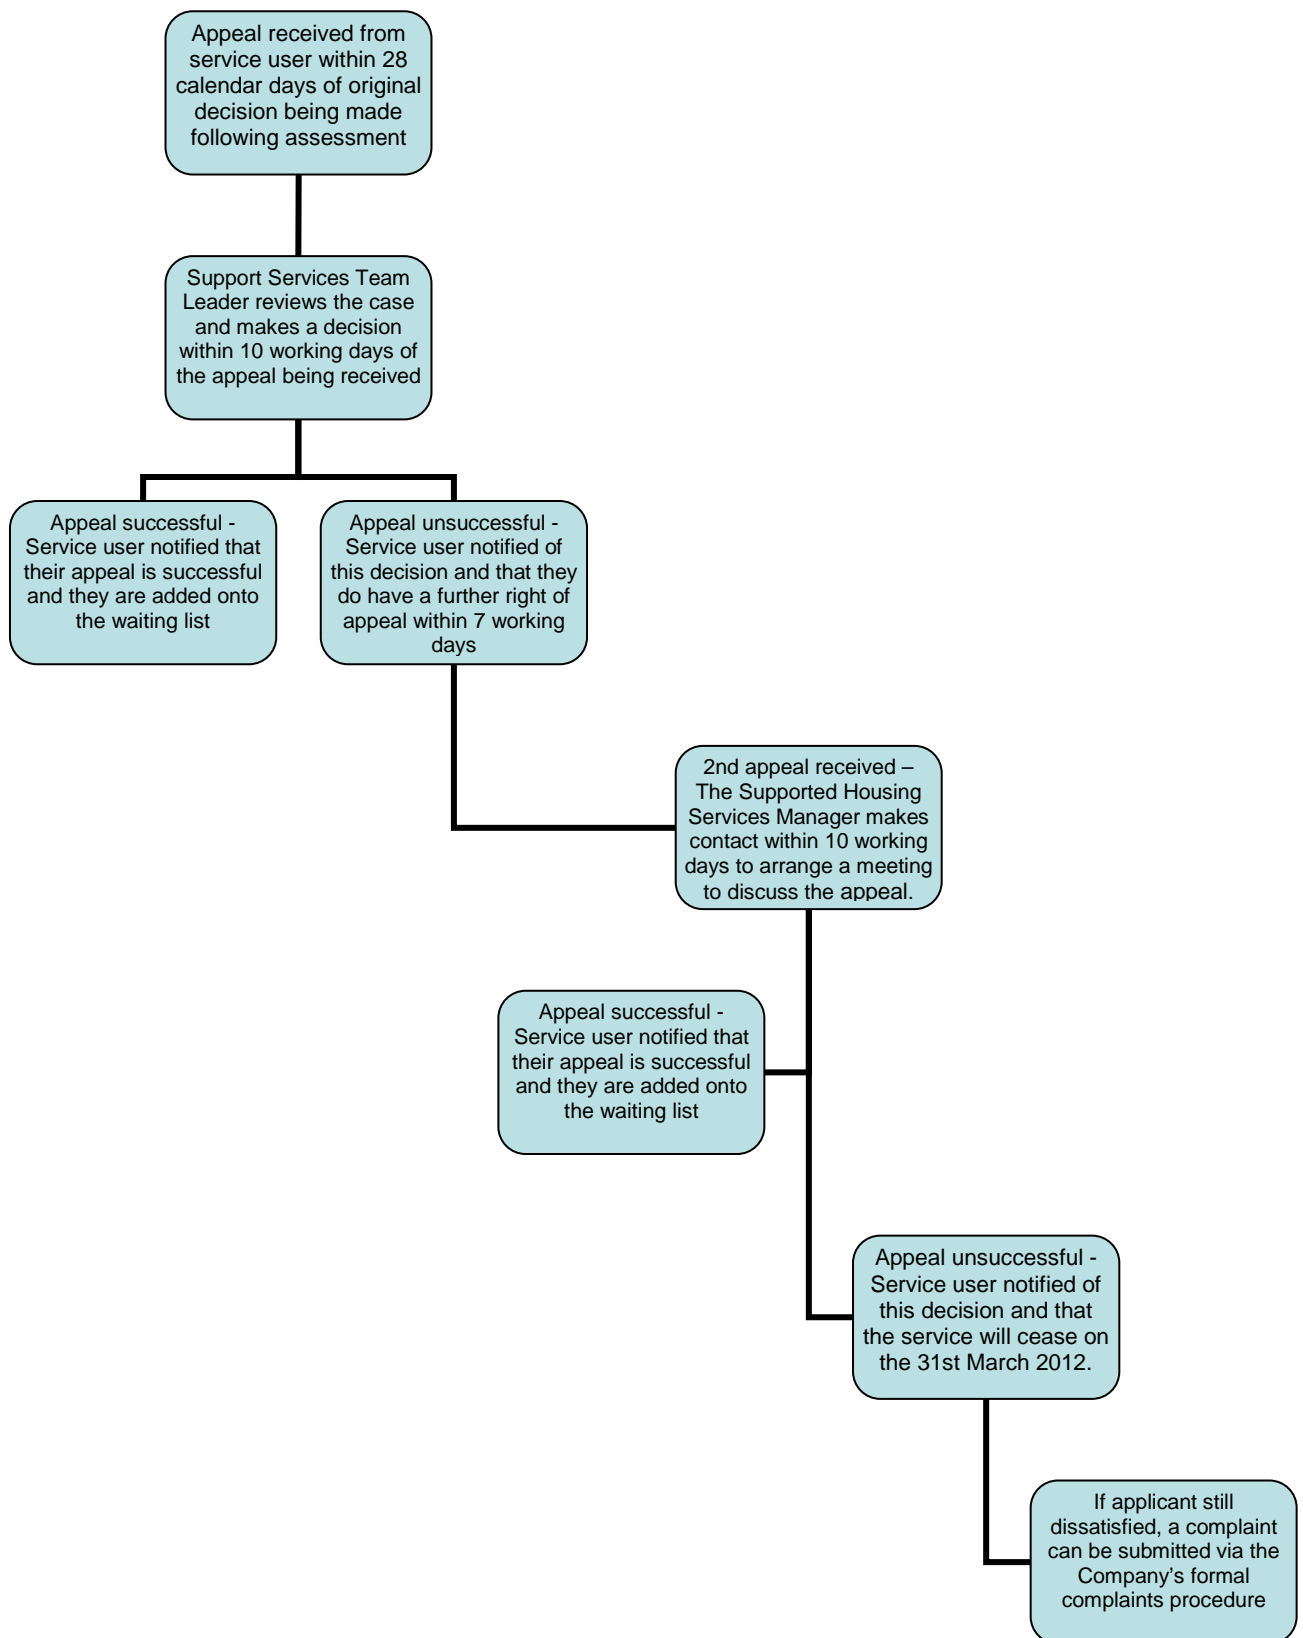 Appeal received from
service user within 28
calendar days of original
decision being made
following assessment
Support Services Team
Leader reviews the case
and makes a decision
within 10 working days of
the appeal being received
Appeal successful -
Service user notified that
their appeal is successful
and they are added onto
the waiting list
Appeal unsuccessful -
Service user notified of
this decision and that they
do have a further right of
appeal within 7 working
days
2nd appeal received –
The Supported Housing
Services Manager makes
contact within 10 working
days to arrange a meeting
to discuss the appeal.
Appeal successful -
Service user notified that
their appeal is successful
and they are added onto
the waiting list
Appeal unsuccessful -
Service user notified of
this decision and that
the service will cease on
the 31st March 2012.
If applicant still
dissatisfied, a complaint
can be submitted via the
Company’s formal
complaints procedure